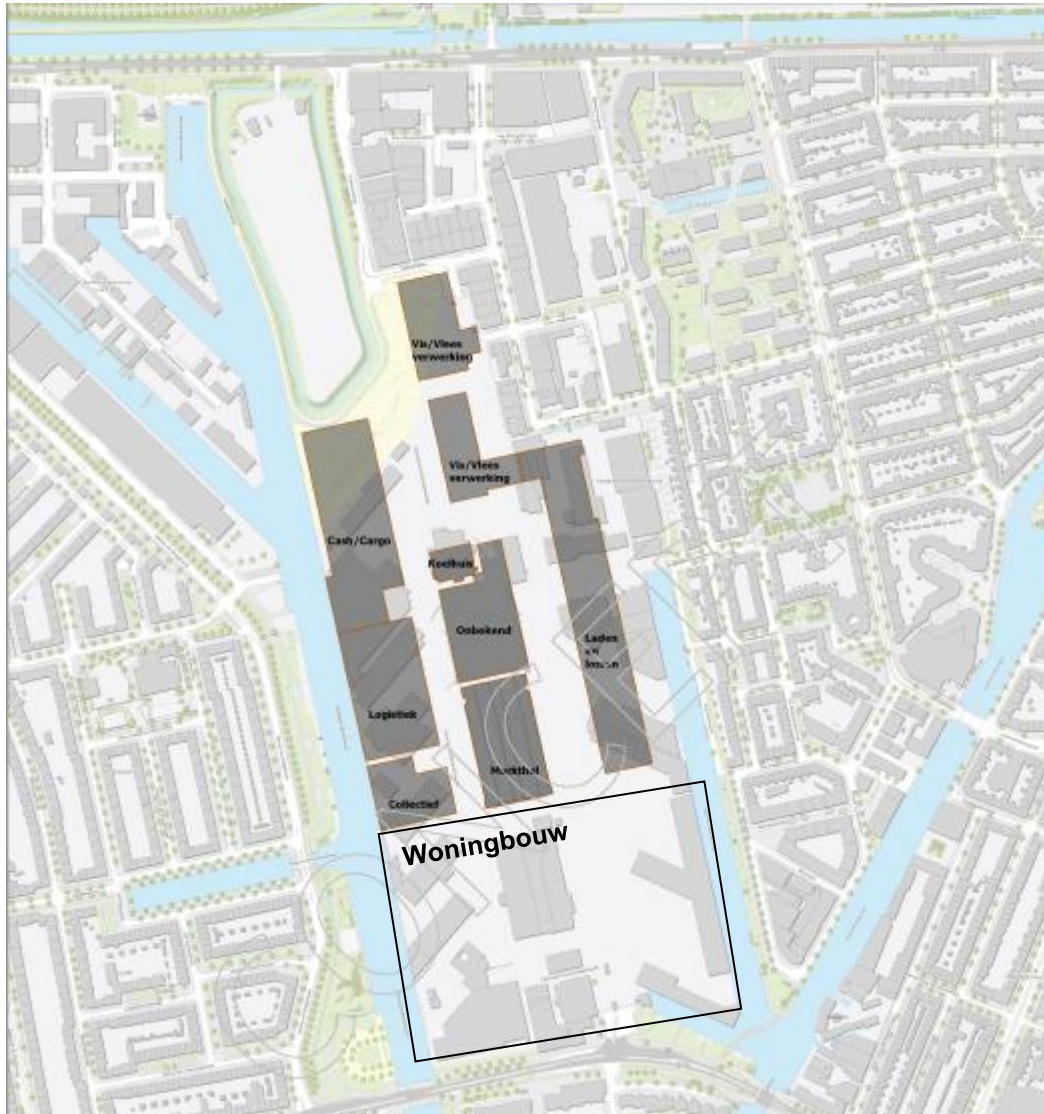 Vis/Vlees
verwerking
Vis/Vlees
verwerking
Cash/Cargo
Koelhuis
Onbekend
Laden
en
lossen
Logistiek
Markthal
Collectief
Woningbouw